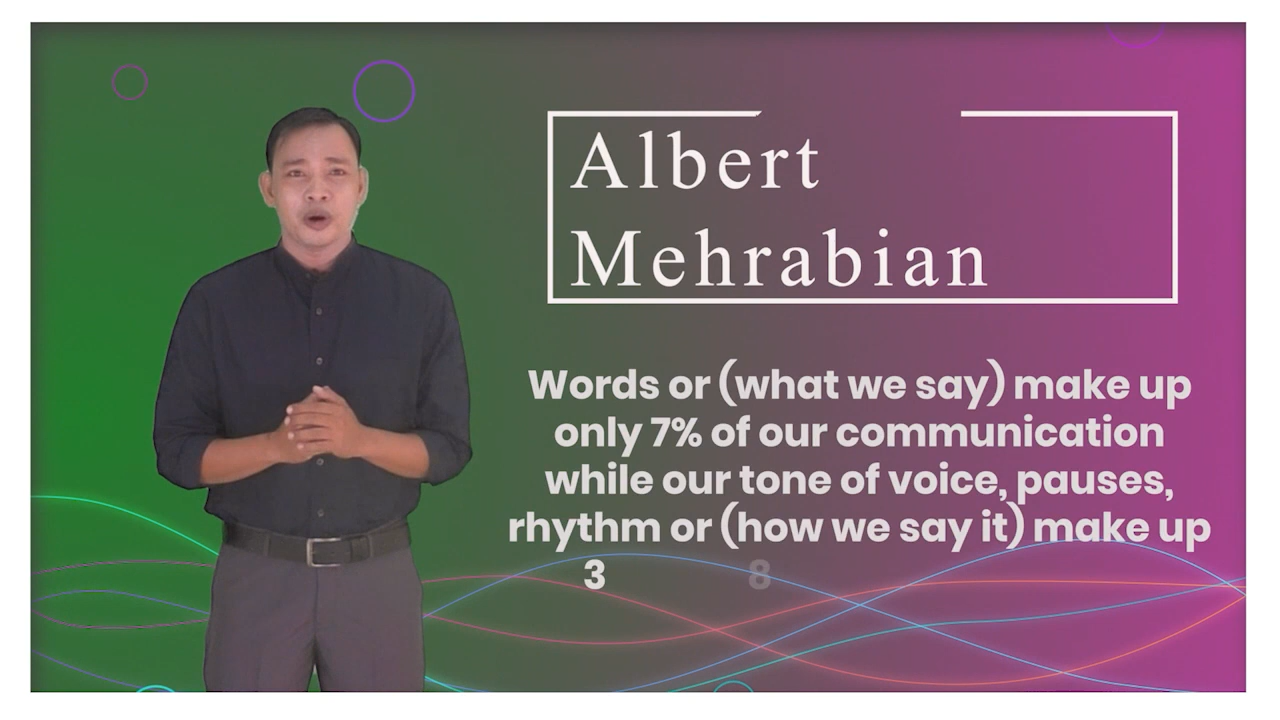 Albert
Mehrabian
Words or (what we say) make up
only 7% of our communication
while our tone of voice, pauses,
rhythm or (how we say it) make up
3 8